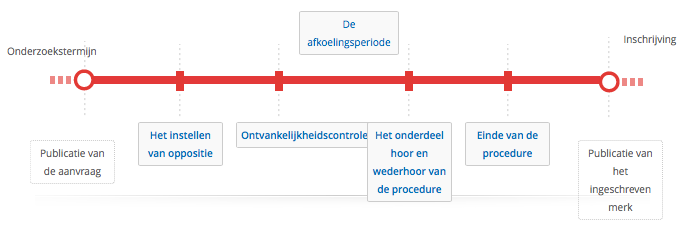 De
afkoelingsperiode
Onderzoekstermijn
Inschrijving
Publicatie van
de aanvraag
Het instellen
van oppositie
Ontvankelijkheidscontrole
Het onderdeel
hoor en
wederhoor van
de procedure
Einde van de
procedure
Publicatie van
het
ingeschreven
merk